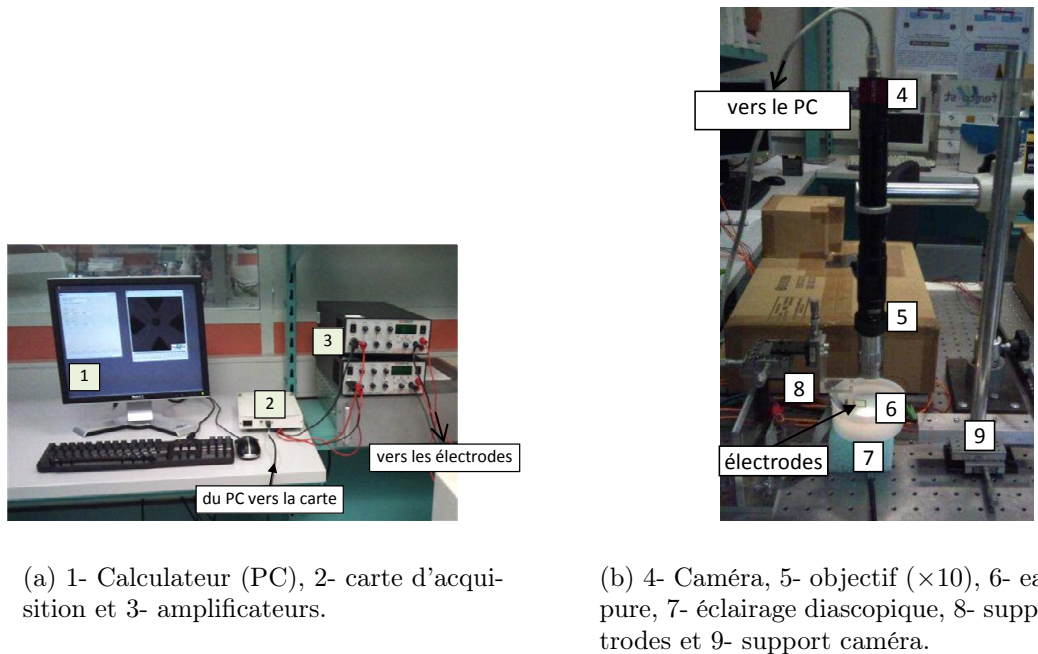 vers le PC
4
3
1
2
5
8
6
vers les électrodes
électrodes
7
9
du PC vers la carte
(a) 1- Calculateur (PC), 2- carte d'acqui-
sition et 3- amplificateurs.
(b) 4- Caméra, 5- objectif (×10), 6-
pure, 7- éclairage diascopique, 8-
trodes et 9- support caméra.